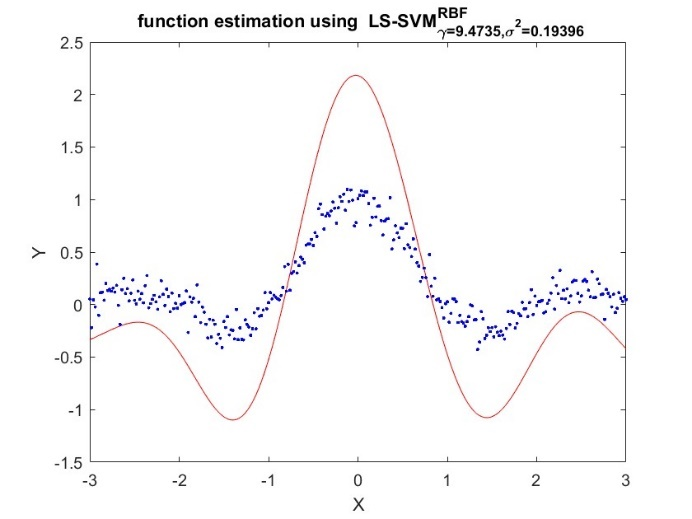 function estimation using LS-SVM RBF γ=9.4735,σ²=0.19396
2.5
2
1.5
1
0.5
0
-0.5
-1
-1.5
Y
-3 -2 -1 0 1 2 3
X